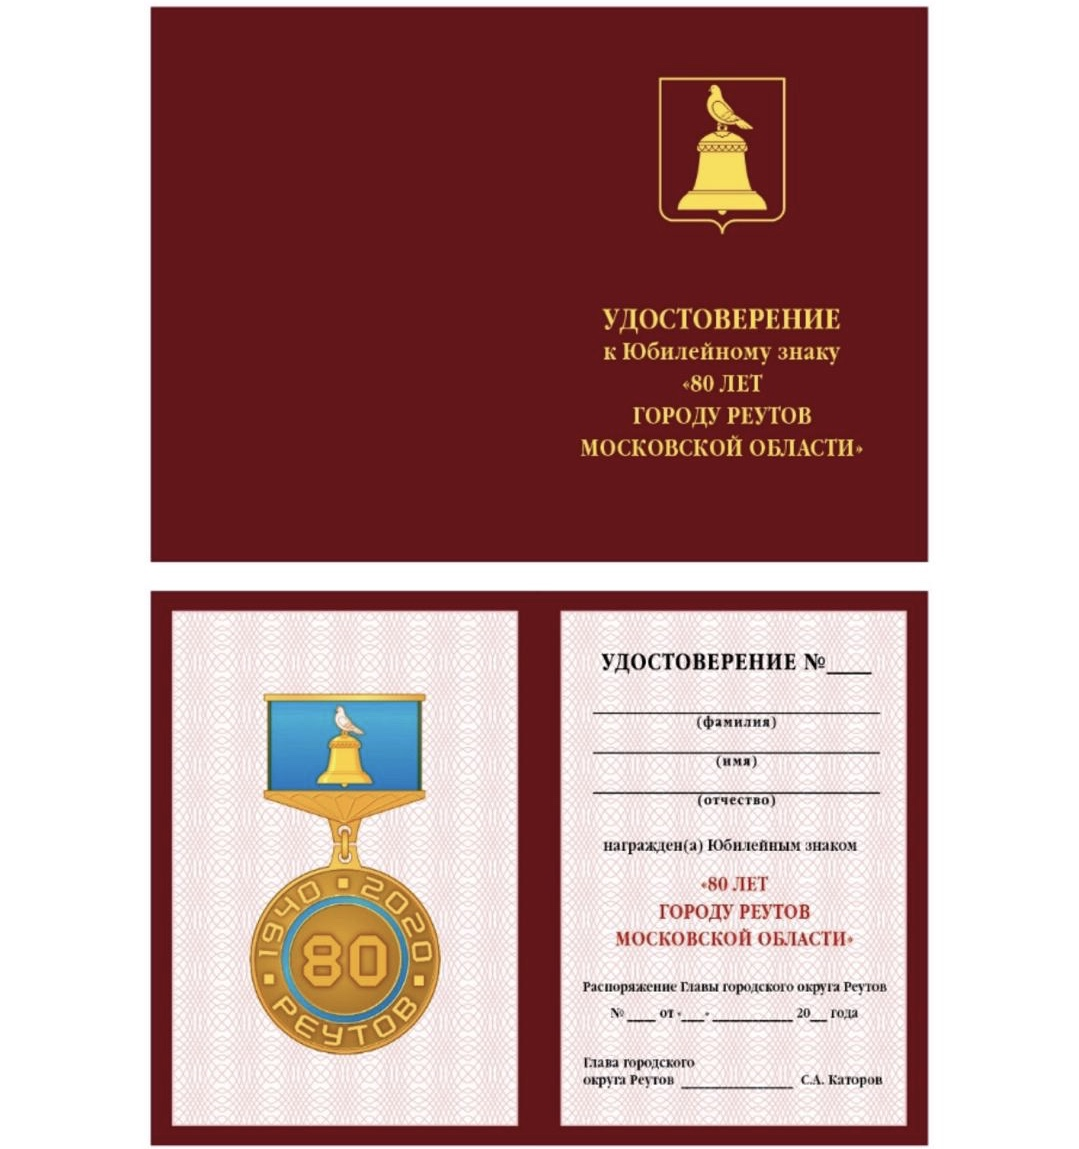 УДОСТОВЕРЕНИЕ
к Юбилейному знаку
«80 ЛЕТ
ГОРОДУ РЕУТОВ
МОСКОВСКОЙ ОБЛАСТИ»
1940 2020
80
РЕУТОВ
УДОСТОВЕРЕНИЕ №____
(фамилия)
(имя)
(отчество)
награжден(а) Юбилейным знаком
«80 ЛЕТ
ГОРОДУ РЕУТОВ
МОСКОВСКОЙ ОБЛАСТИ»
Распоряжение Главы городского округа Реутов
№ ____ от «___» ____________ 20__ года
Глава городского
округа Реутов ________________ С.А. Каторов